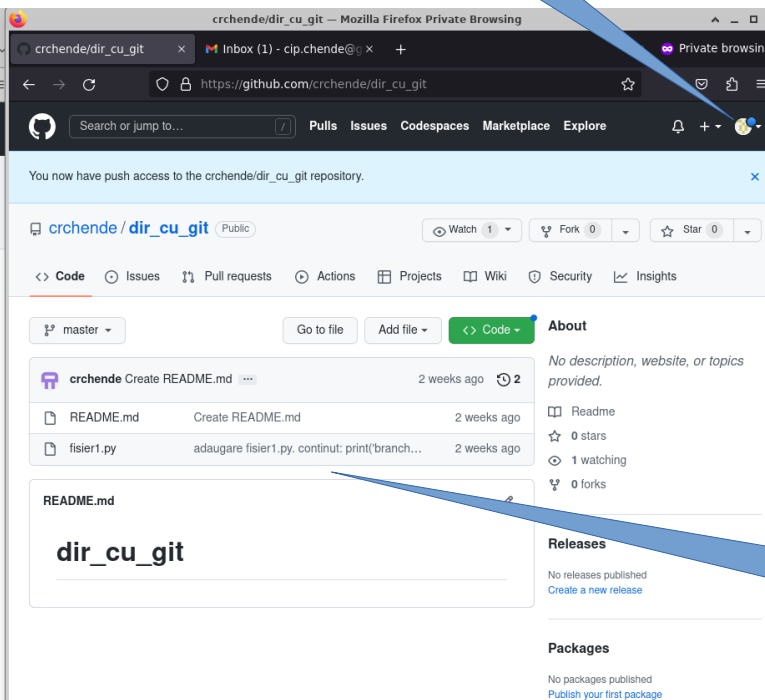 crchende/dir_cu_git — Mozilla Firefox Private Browsing
crchende/dir_cu_git × Inbox (1) - cip.chende@g × + Private browsin
https://github.com/crchende/dir_cu_git
Search or jump to... / Pulls Issues Codespaces Marketplace Explore
You now have push access to the crchende/dir_cu_git repository. ×
crchende / dir_cu_git Public Watch 1 Fork 0 Star 0
<> Code Issues Pull requests Actions Projects Wiki Security Insights
master Go to file Add file <> Code
About
No description, website, or topics
provided.
crchende Create README.md ... 2 weeks ago 2
README.md Create README.md 2 weeks ago
fisier1.py adaugare fisier1.py. continut: print('branch... 2 weeks ago
Readme
0 stars
1 watching
0 forks
README.md
dir_cu_git
Releases
No releases published
Create a new release
Packages
No packages published
Publish your first package